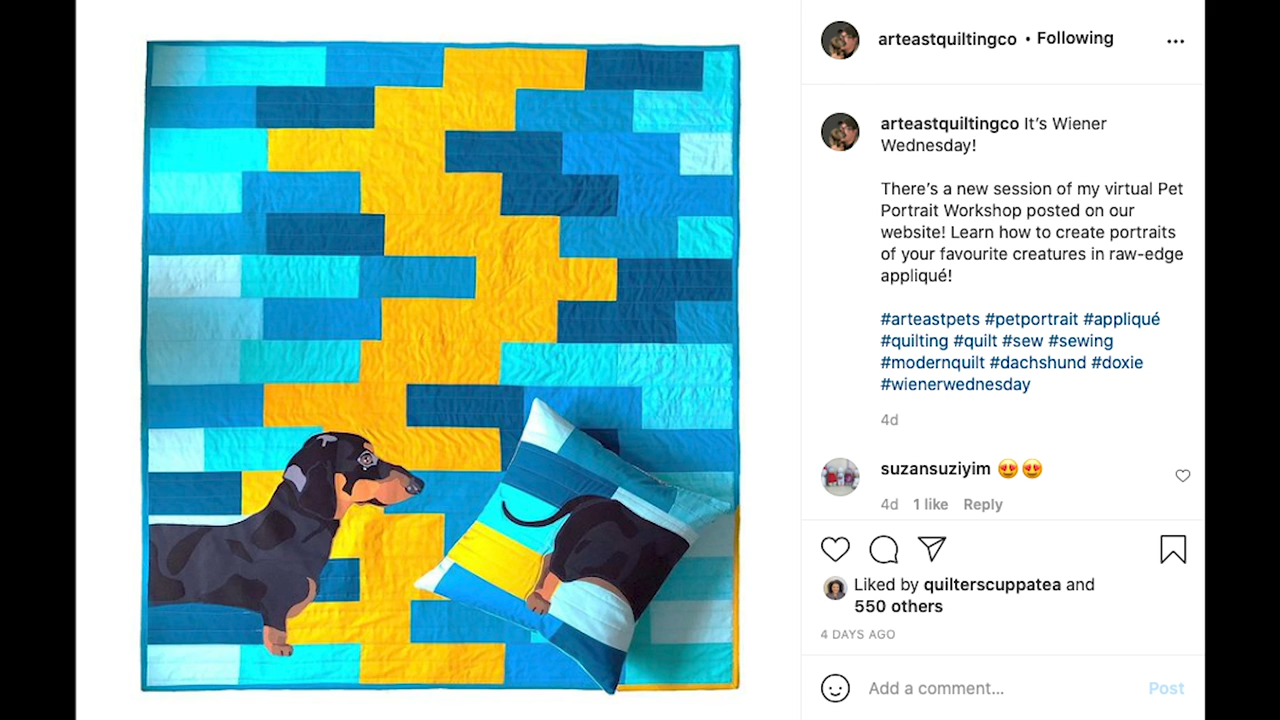 arteastquiltingco • Following
arteastquiltingco It's Wiener
Wednesday!
There's a new session of my virtual Pet
Portrait Workshop posted on our
website! Learn how to create portraits
of your favourite creatures in raw-edge
appliqué!
#arteastpets #petportrait #appliqué
#quilting #quilt #sew #sewing
#modernquilt #dachshund #doxie
#wienerwednesday
4d
suzansuziyim 😍😍
4d 1 like Reply
Liked by quilterscuppatea and
550 others
4 DAYS AGO
Add a comment... Post